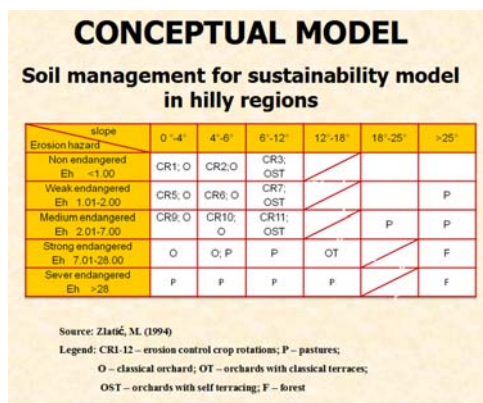 CONCEPTUAL MODEL
Soil management for sustainability model
in hilly regions
slope
Erosion hazard
0 °-4°
4°-6°
6°-12°
12°-18°
18°-25°
>25°
Non endangered
Eh <1.00
CR1; O
CR2;O
CR3;
OST
Weak endangered
Eh 1.01-2.00
CR5; O
CR6; O
CR7;
OST
P
Medium endangered
Eh 2.01-7.00
CR9; O
CR10;
O
CR11;
OST
P
P
Strong endangered
Eh 7.01-28.00
O
O; P
P
OT
F
Sever endangered
Eh >28
P
P
P
P
F
Source: Zlatić, M. (1994)
Legend: CR1-12 – erosion control crop rotations; P – pastures;
O – classical orchard; OT – orchards with classical terraces;
OST – orchards with self terracing; F – forest